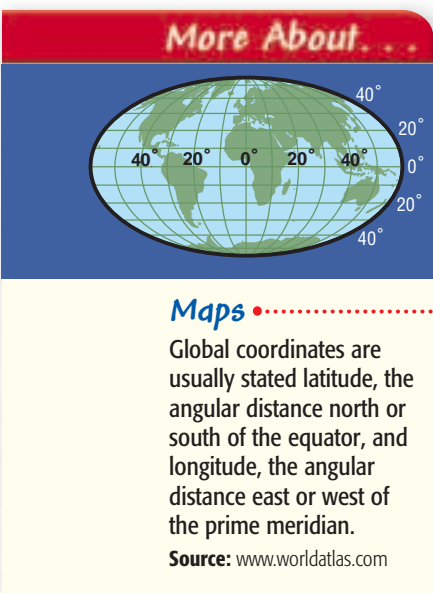 More About. . .
40°
20°
40° 20° 0° 20° 40° 0°
20°
40°
Maps
Global coordinates are
usually stated latitude, the
angular distance north or
south of the equator, and
longitude, the angular
distance east or west of
the prime meridian.
Source: www.worldatlas.com